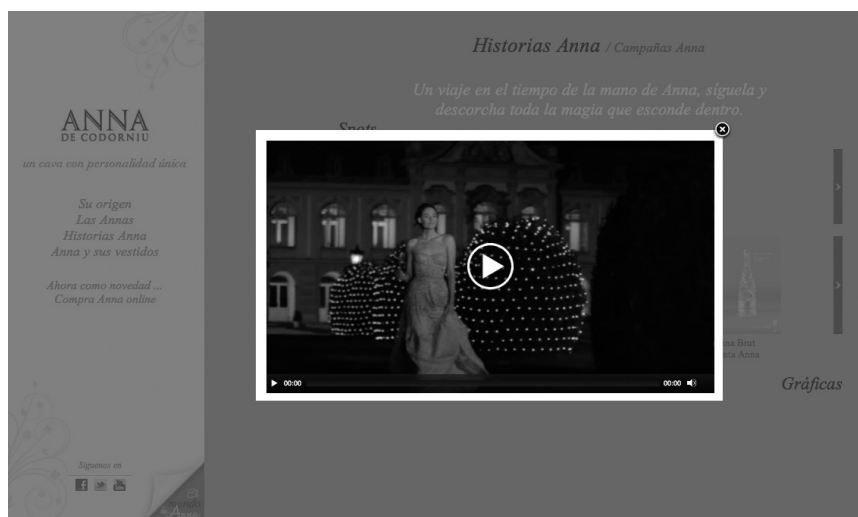 ANNA
DE CODORNIU
un cava con personalidad única
Su origen
Las Annas
Historias Anna
Anna y sus vestidos
Ahora como novedad ...
Compra Anna online
Síguenos en
Historias Anna / Campañas Anna
Un viaje en el tiempo de la mano de Anna, síguela y
descorcha toda la magia que esconde dentro.
Spots
00:00
00:00
Brut
Anna
Gráficas